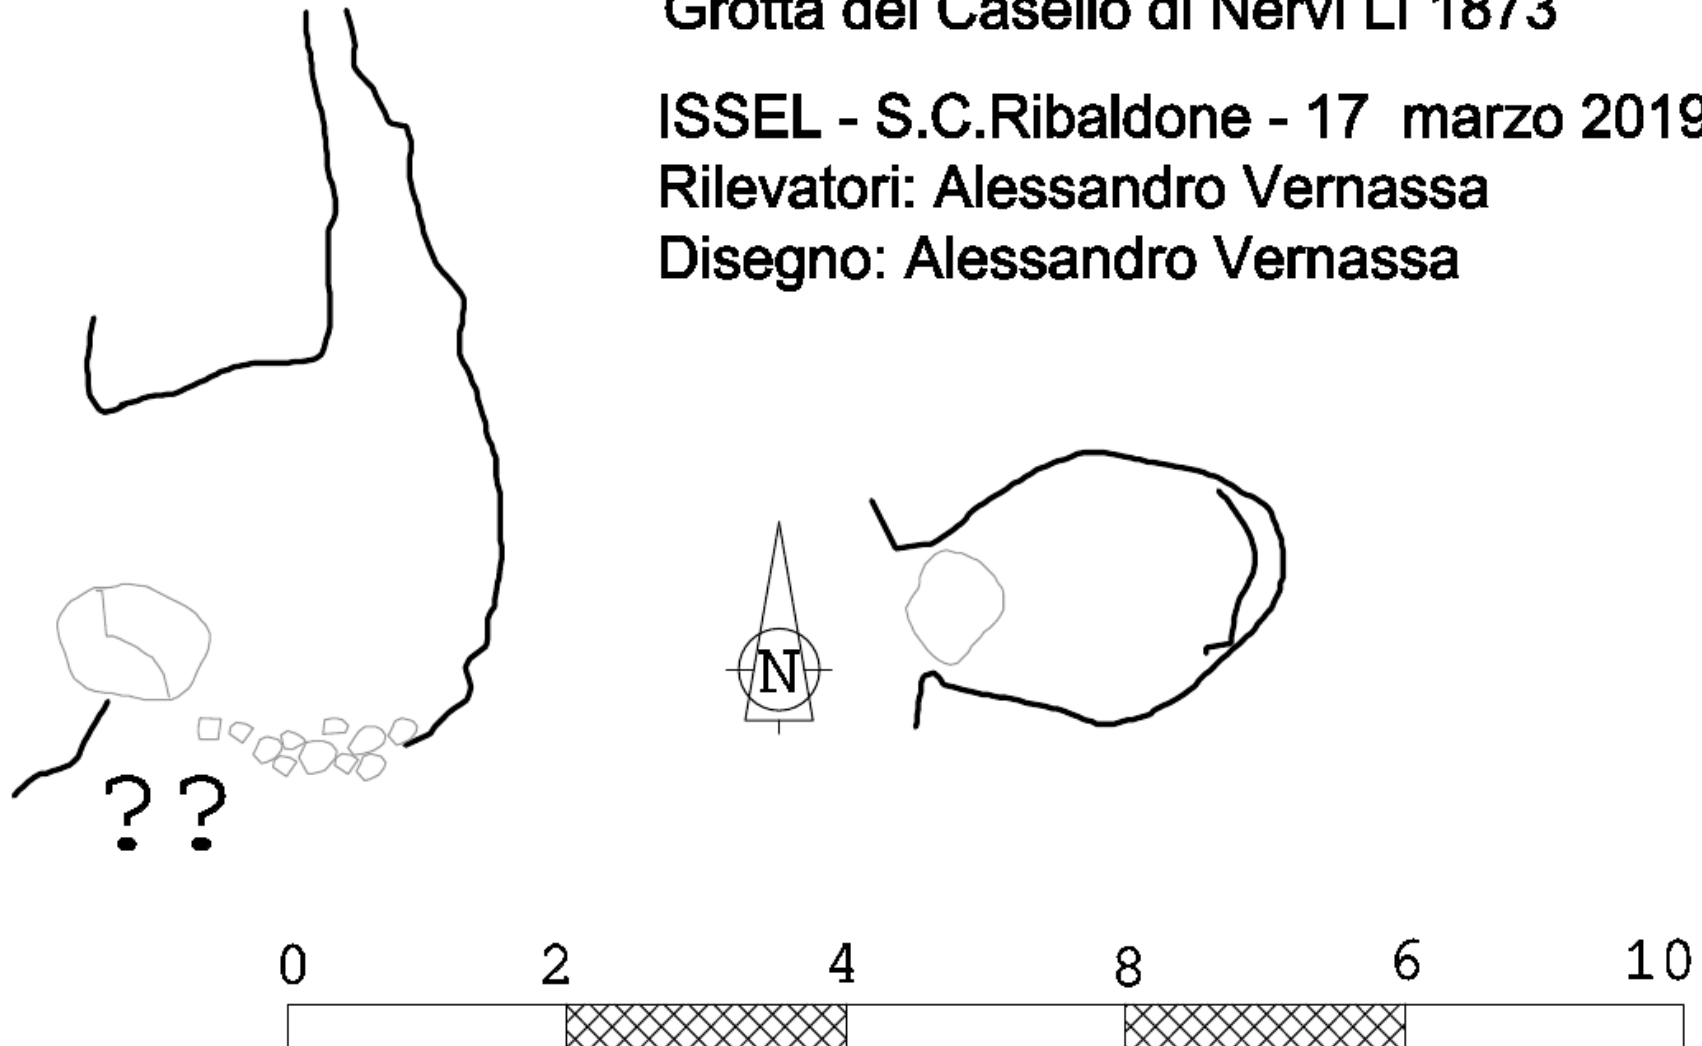 Grotta del Casello di Nervi Li 1873
ISSEL - S.C.Ribaldone - 17 marzo 2019
Rilevatori: Alessandro Vernassa
Disegno: Alessandro Vernassa
N
? ?
0 2 4 8 6 10